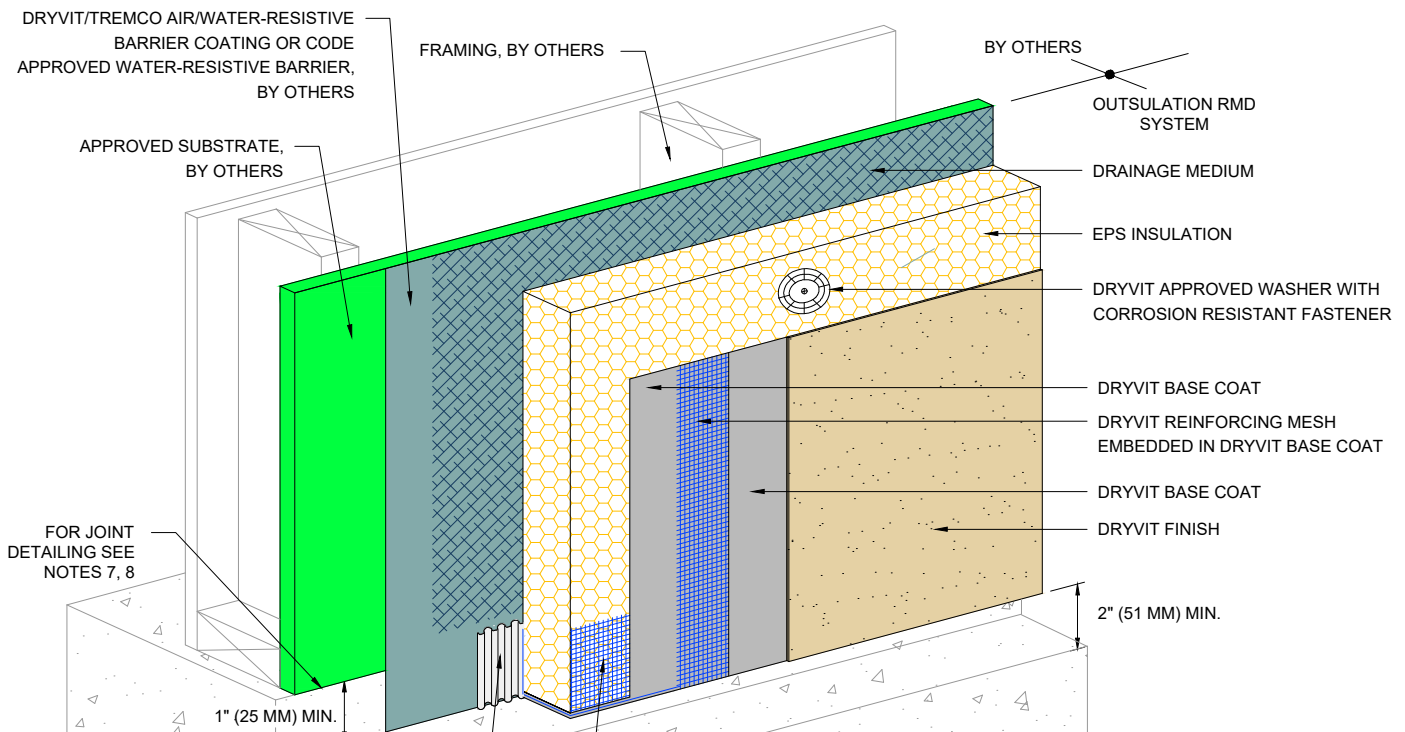 DRYVIT/TREMCO AIR/WATER-RESISTIVE
BARRIER COATING OR CODE
APPROVED WATER-RESISTIVE BARRIER,
BY OTHERS
FRAMING, BY OTHERS
BY OTHERS
OUTSULATION RMD
SYSTEM
APPROVED SUBSTRATE,
BY OTHERS
DRAINAGE MEDIUM
EPS INSULATION
DRYVIT APPROVED WASHER WITH
CORROSION RESISTANT FASTENER
DRYVIT BASE COAT
DRYVIT REINFORCING MESH
EMBEDDED IN DRYVIT BASE COAT
DRYVIT BASE COAT
DRYVIT FINISH
FOR JOINT
DETAILING SEE
NOTES 7, 8
2" (51 MM) MIN.
1" (25 MM) MIN.